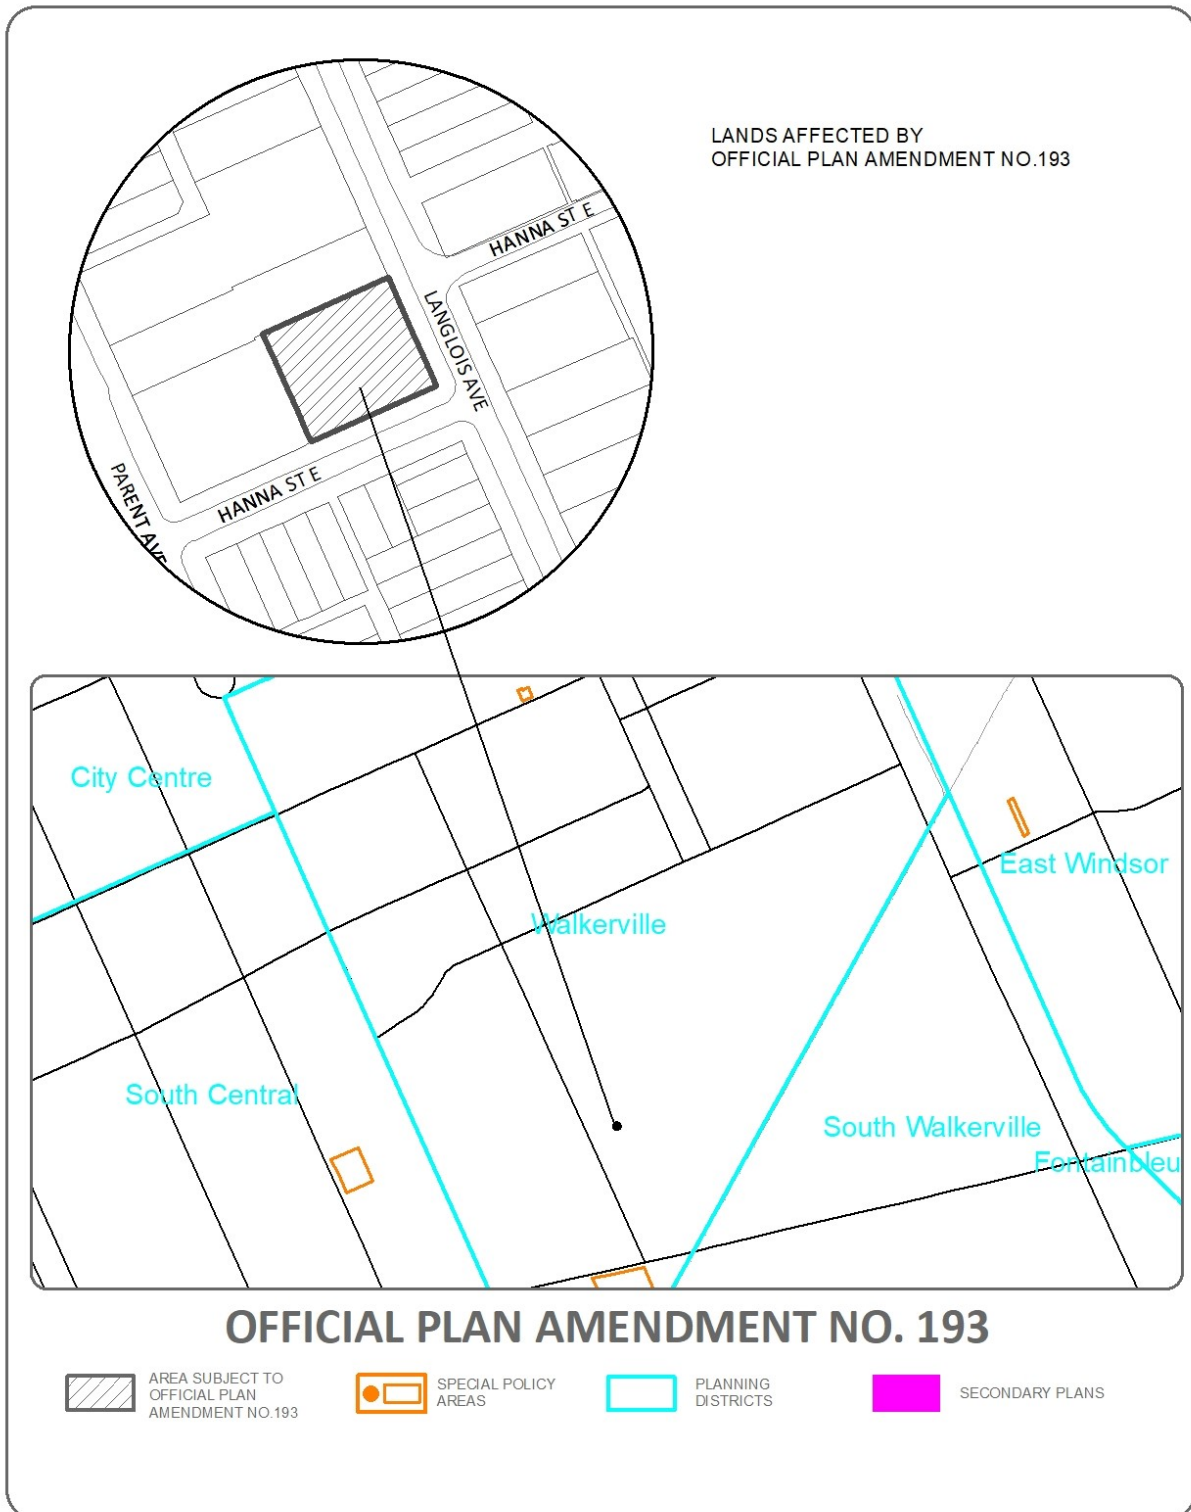 LANDS AFFECTED BY
OFFICIAL PLAN AMENDMENT NO.193
HANNA ST E
LANGLOIS AVE
HANNA ST E
PARENT AVE
City Centre
East Windsor
Walkerville
South Central
South Walkerville
Fontainbleu
OFFICIAL PLAN AMENDMENT NO. 193
AREA SUBJECT TO
OFFICIAL PLAN
AMENDMENT NO.193
SPECIAL POLICY
AREAS
PLANNING
DISTRICTS
SECONDARY PLANS